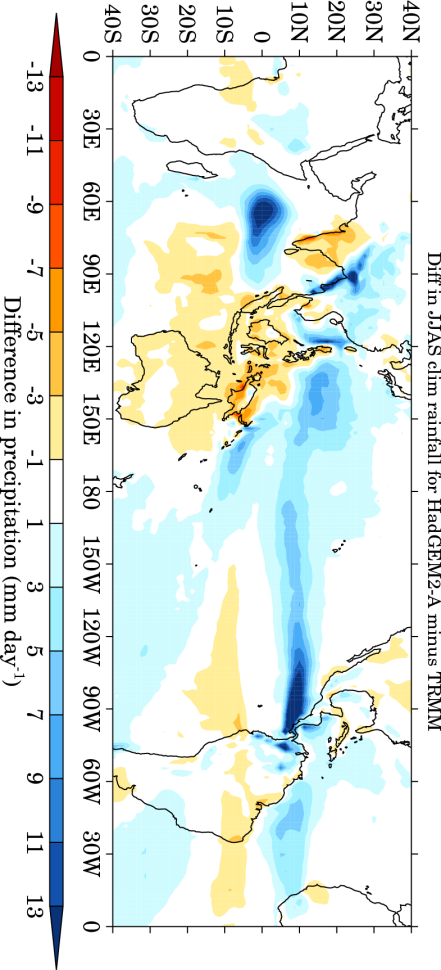 Diff in JJAS clim rainfall for HadGEM2-A minus TRMM
40N
30N
20N
10N
0
10S
20S
30S
40S
0 30E 60E 90E 120E 150E 180 150W 120W 90W 60W 30W 0
-13 -11 -9 -7 -5 -3 -1 1 3 5 7 9 11 13
Difference in precipitation (mm day-1)